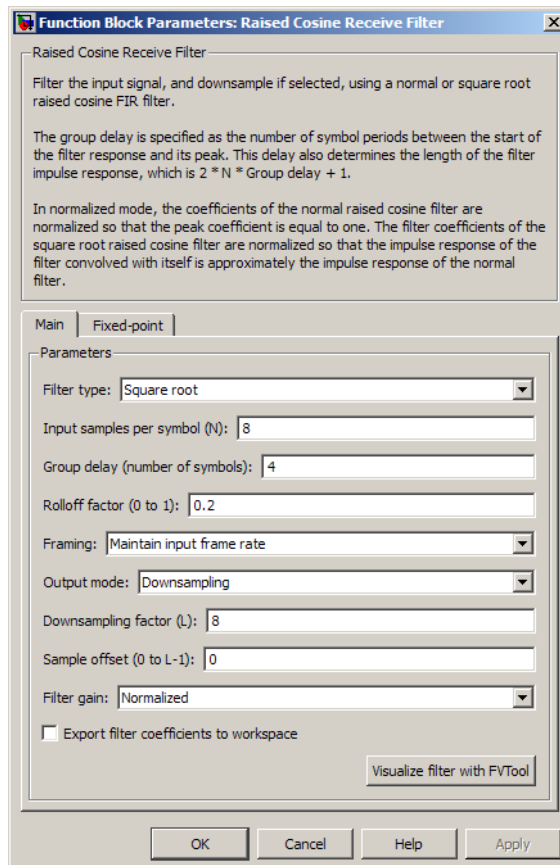 Function Block Parameters: Raised Cosine Receive Filter
Raised Cosine Receive Filter
Filter the input signal, and downsample if selected, using a normal or square root
raised cosine FIR filter.
The group delay is specified as the number of symbol periods between the start of
the filter response and its peak. This delay also determines the length of the filter
impulse response, which is 2 * N * Group delay + 1.
In normalized mode, the coefficients of the normal raised cosine filter are
normalized so that the peak coefficient is equal to one. The filter coefficients of the
square root raised cosine filter are normalized so that the impulse response of the
filter convolved with itself is approximately the impulse response of the normal
filter.
Main Fixed-point
Parameters
Filter type: Square root
Input samples per symbol (N): 8
Group delay (number of symbols): 4
Rolloff factor (0 to 1): 0.2
Framing: Maintain input frame rate
Output mode: Downsampling
Downsampling factor (L): 8
Sample offset (0 to L-1): 0
Filter gain: Normalized
Export filter coefficients to workspace
Visualize filter with FVTool
OK Cancel Help Apply